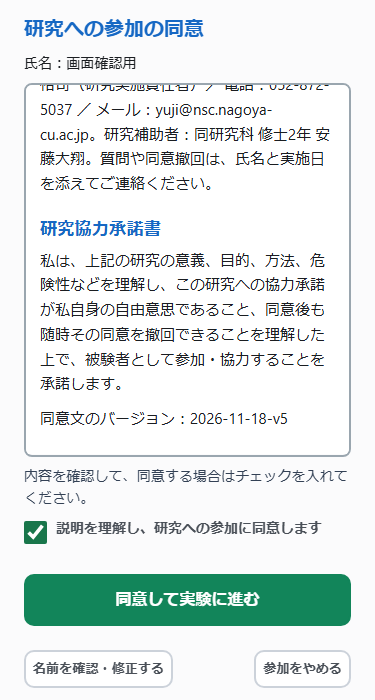 研究への参加の同意
氏名：画面確認用
裕司（研究実施責任者）／ 電話：052-872-
5037 ／ メール：yuji@nsc.nagoya-
cu.ac.jp。研究補助者：同研究科 修士2年 安
藤大翔。質問や同意撤回は、氏名と実施日
を添えてご連絡ください。
研究協力承諾書
私は、上記の研究の意義、目的、方法、危
険性などを理解し、この研究への協力承諾
が私自身の自由意思であること、同意後も
随時その同意を撤回できることを理解した
上で、被験者として参加・協力することを
承諾します。
同意文のバージョン：2026-11-18-v5
内容を確認して、同意する場合はチェックを入れて
ください。
説明を理解し、研究への参加に同意します
同意して実験に進む
名前を確認・修正する
参加をやめる